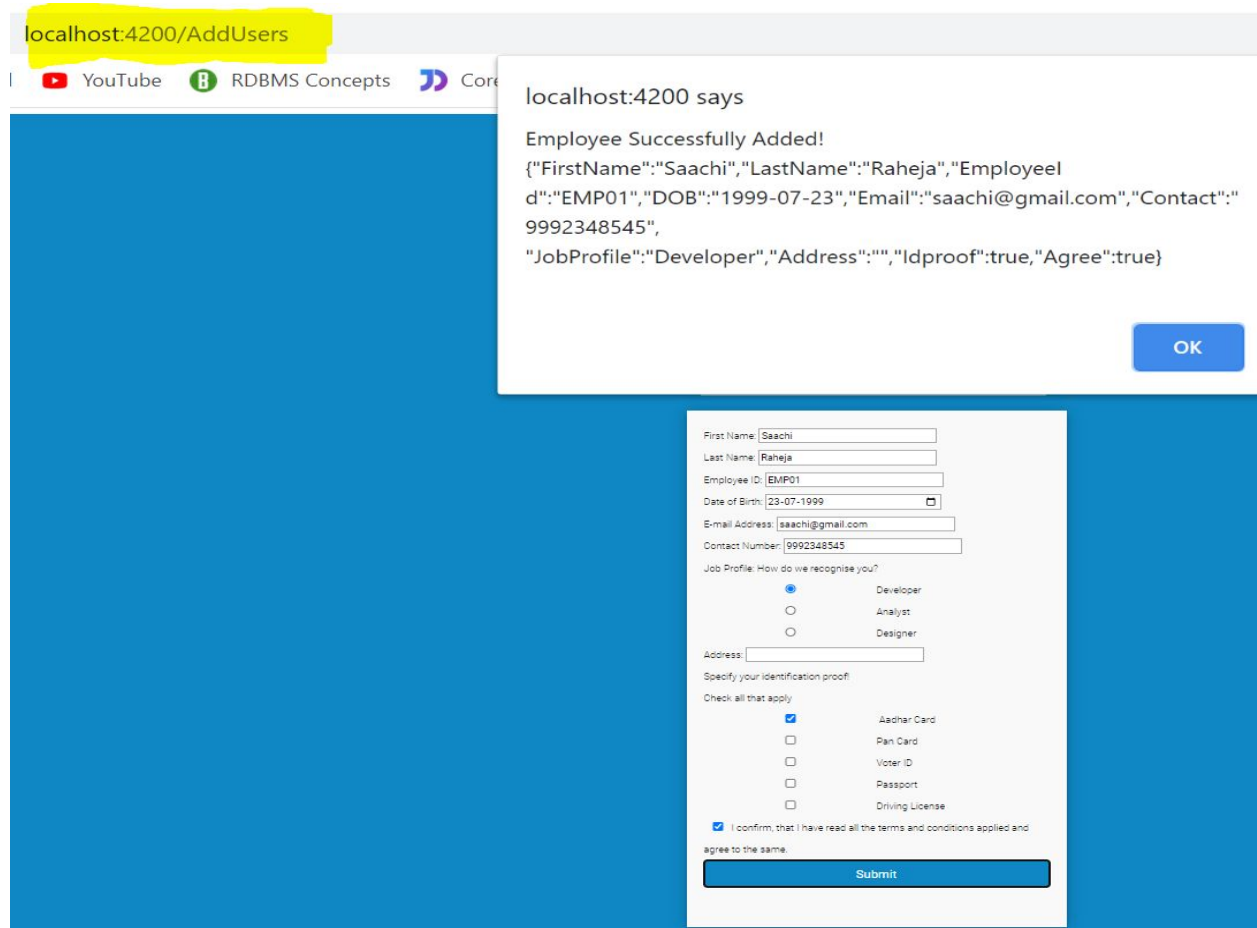 localhost:4200/AddUsers
YouTube RDBMS Concepts Core
localhost:4200 says
Employee Successfully Added!
{"FirstName":"Saachi","LastName":"Raheja","EmployeeI
d":"EMP01","DOB":"1999-07-23","Email":"saachi@gmail.com","Contact":"
9992348545",
"JobProfile":"Developer","Address":"","Idproof":true,"Agree":true}
OK
First Name: Saachi
Last Name: Raheja
Employee ID: EMP01
Date of Birth: 23-07-1999
E-mail Address: saachi@gmail.com
Contact Number: 9992348545
Job Profile: How do we recognise you?
Developer
Analyst
Designer
Address:
Specify your identification proof!
Check all that apply
Aadhar Card
Pan Card
Voter ID
Passport
Driving License
I confirm, that I have read all the terms and conditions applied and
agree to the same.
Submit